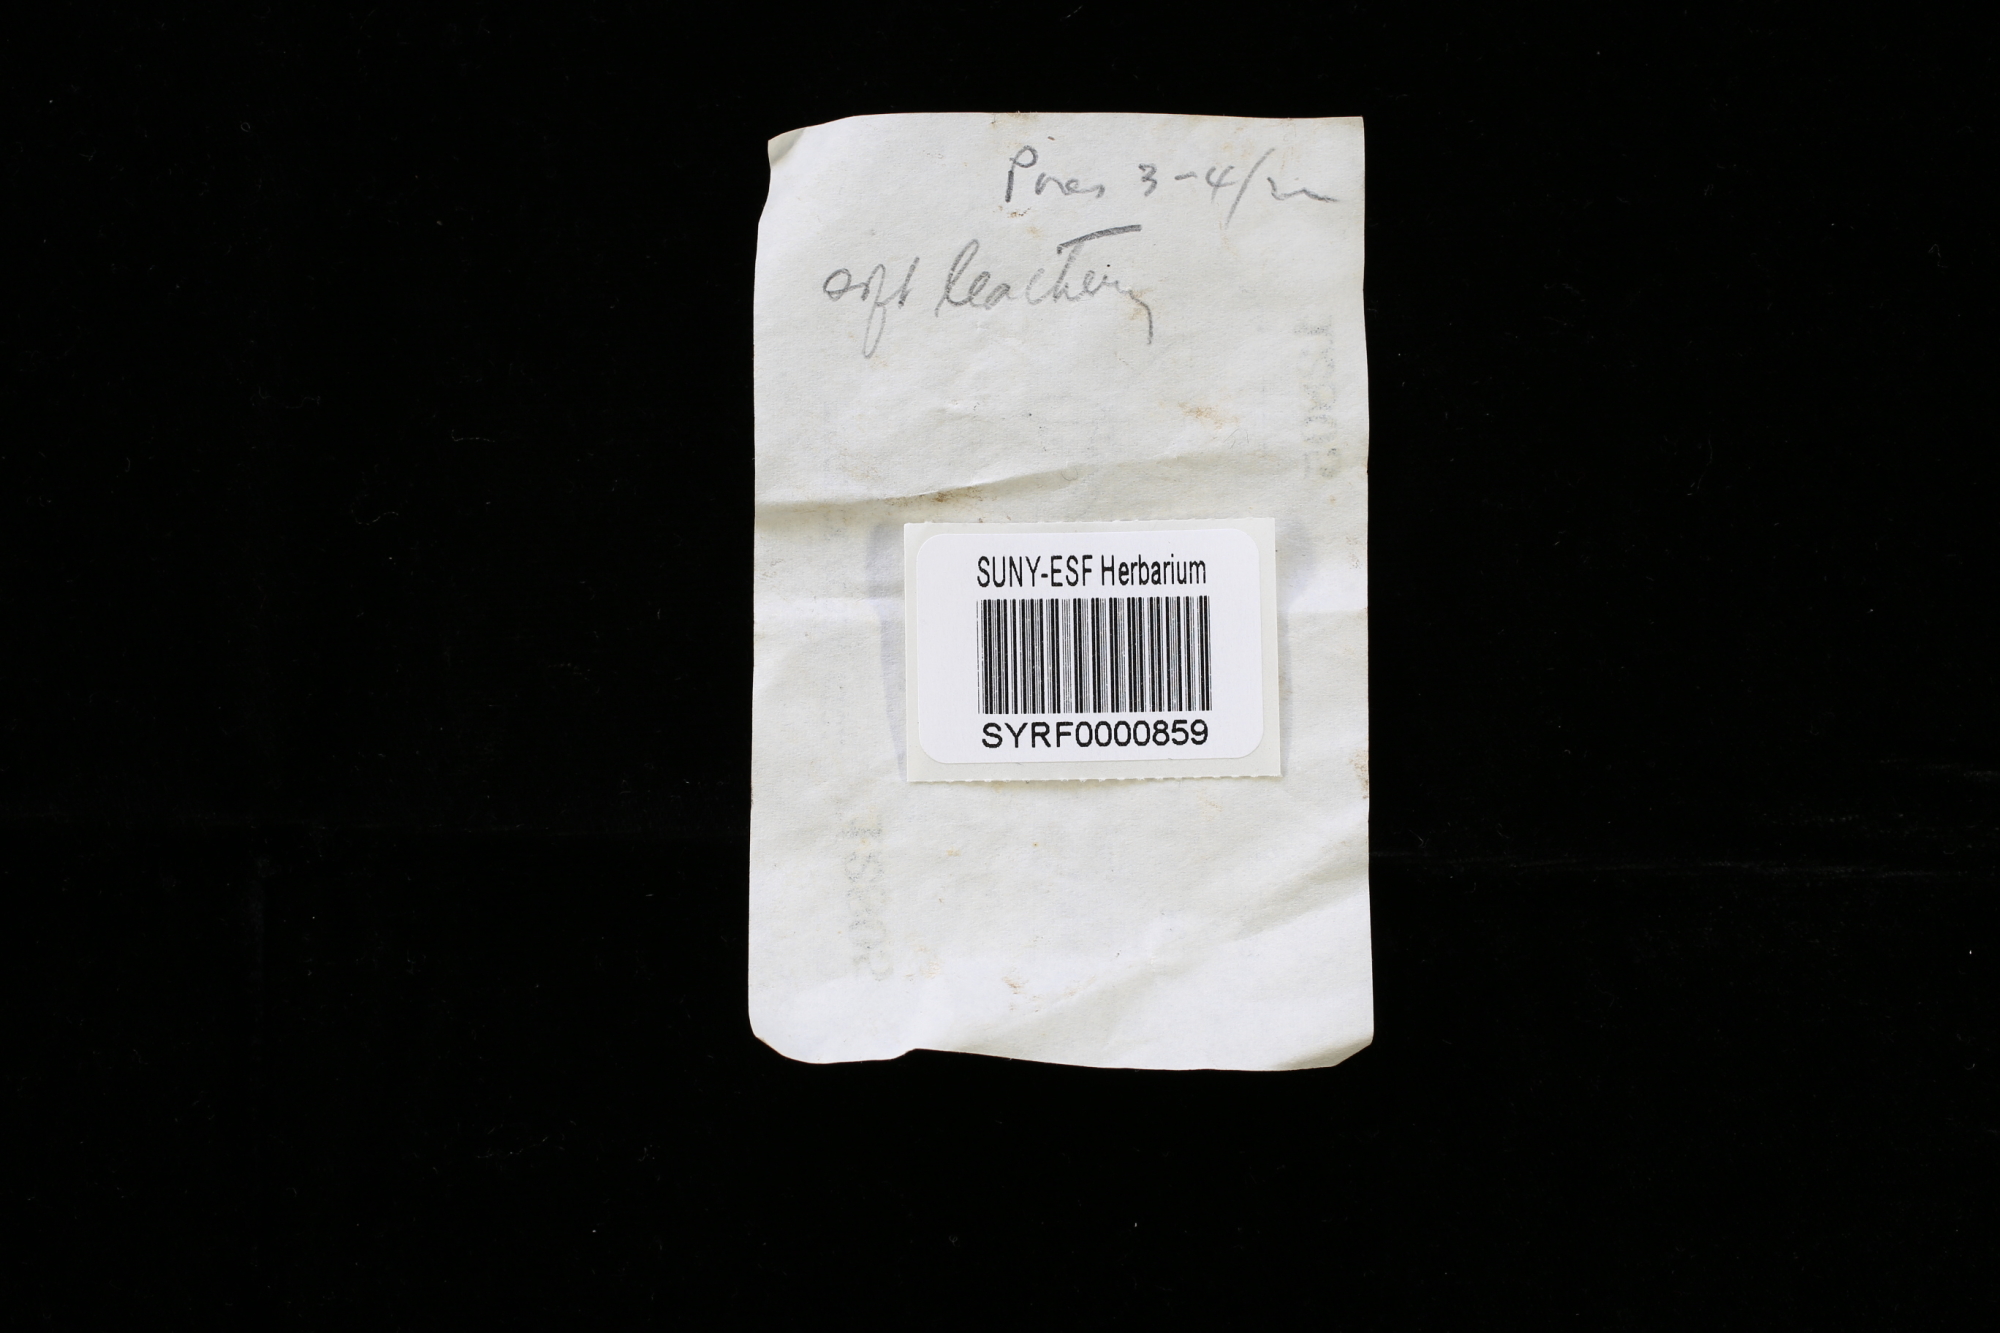 Pores 3-4/mm
soft leathery
SUNY-ESF Herbarium
SYRF0000859